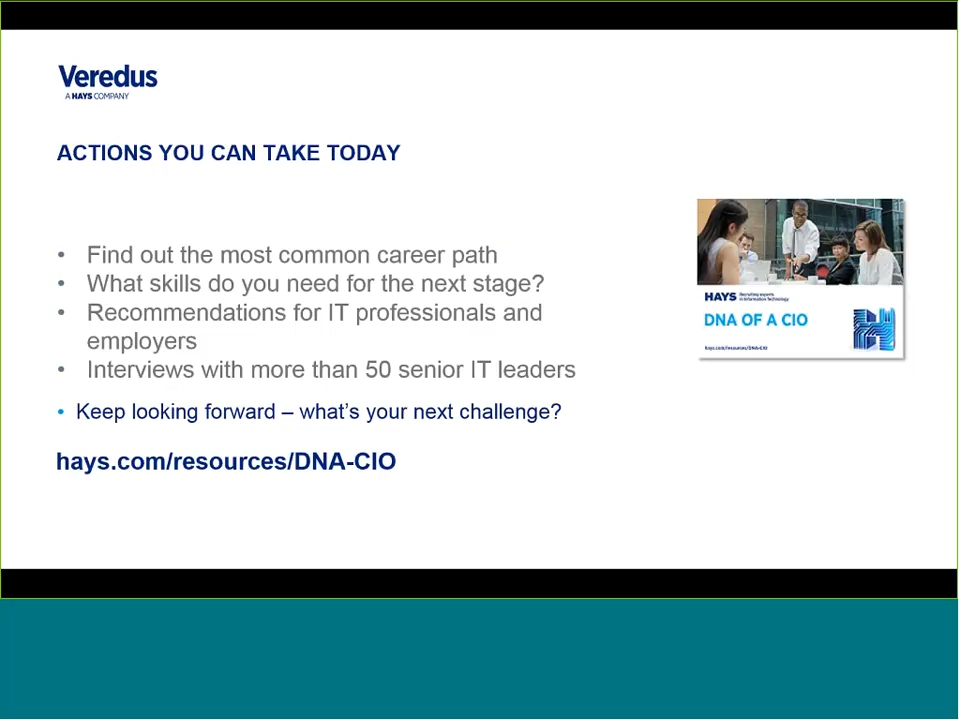 Veredus
A HAYS COMPANY
ACTIONS YOU CAN TAKE TODAY
• Find out the most common career path
• What skills do you need for the next stage?
• Recommendations for IT professionals and
employers
• Interviews with more than 50 senior IT leaders
• Keep looking forward – what's your next challenge?
hays.com/resources/DNA-CIO
HAYS Recruiting experts
in Information Technology
DNA OF A CIO
hays.com/resources/DNA-CIO